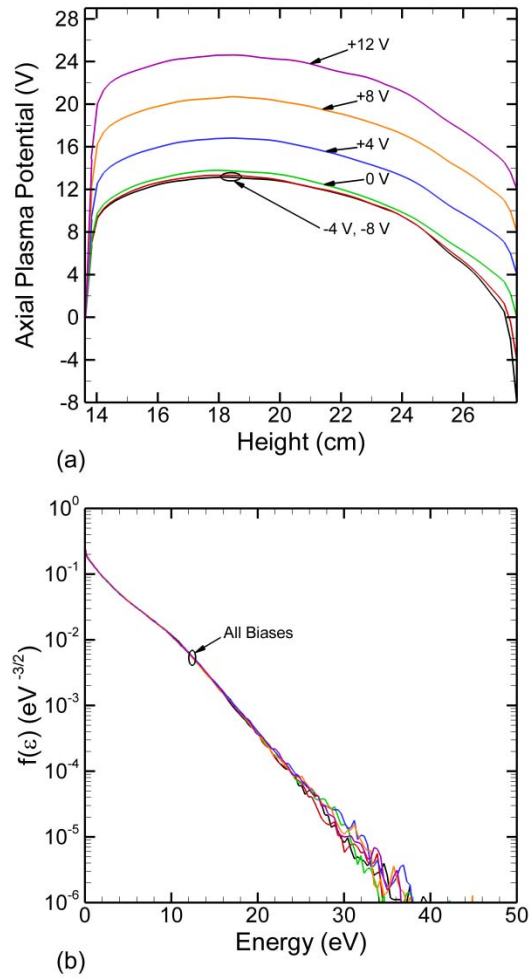 28
24
20
16
12
8
4
0
-4
-8
Axial Plasma Potential (V)
+12 V
+8 V
+4 V
0 V
-4 V, -8 V
14 16 18 20 22 24 26
Height (cm)
(a)
10^0
10^-1
10^-2
10^-3
10^-4
10^-5
10^-6
f(ε) (eV^-3/2)
All Biases
0 10 20 30 40 50
Energy (eV)
(b)